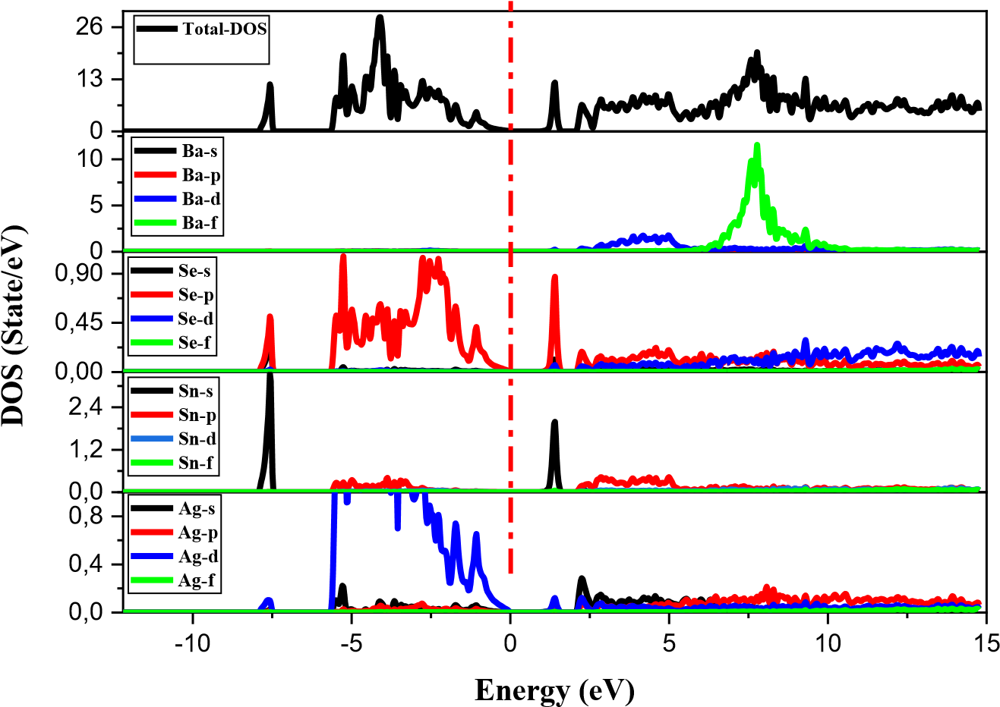 26
13
0
Total-DOS
10
5
0
Ba-s
Ba-p
Ba-d
Ba-f
0,90
0,45
0,00
Se-s
Se-p
Se-d
Se-f
2,4
1,2
0,0
Sn-s
Sn-p
Sn-d
Sn-f
0,8
0,4
0,0
Ag-s
Ag-p
Ag-d
Ag-f
DOS (State/eV)
-10 -5 0 5 10 15
Energy (eV)